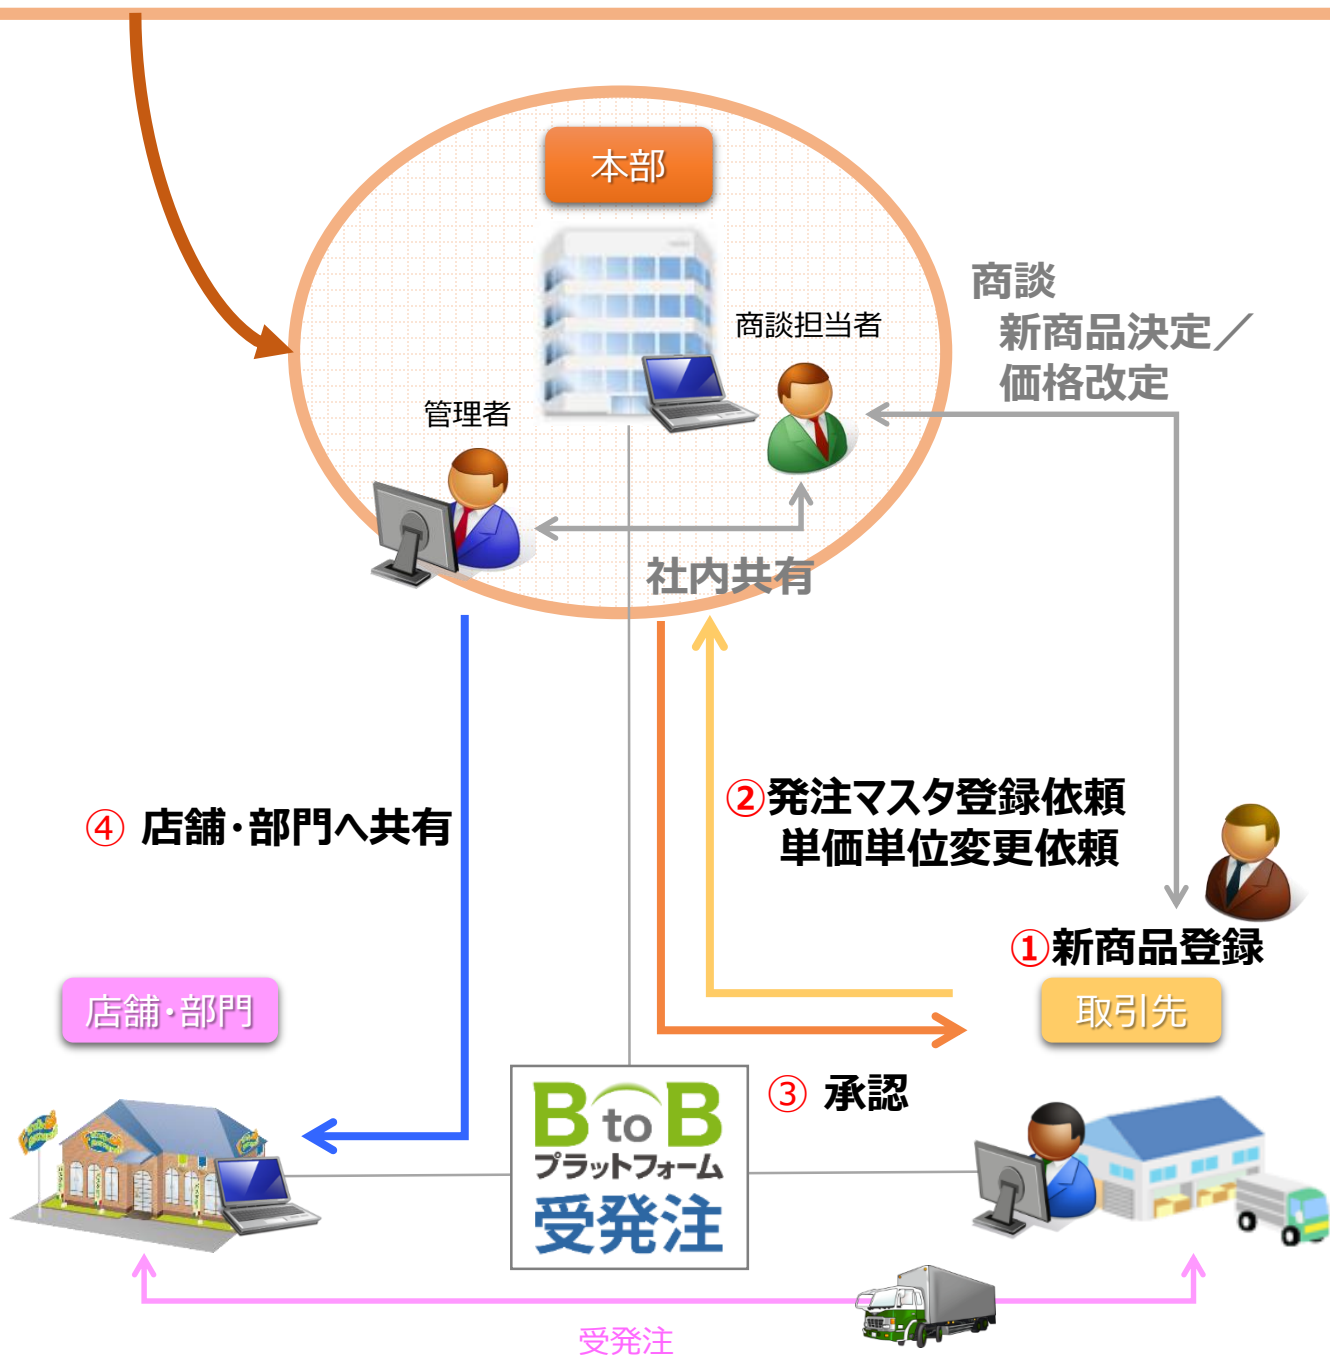 本部
商談担当者
管理者
商談
新商品決定／
価格改定
社内共有
②発注マスタ登録依頼
単価単位変更依頼
④ 店舗・部門へ共有
①新商品登録
店舗・部門
取引先
③ 承認
B to B
プラットフォーム
受発注
受発注